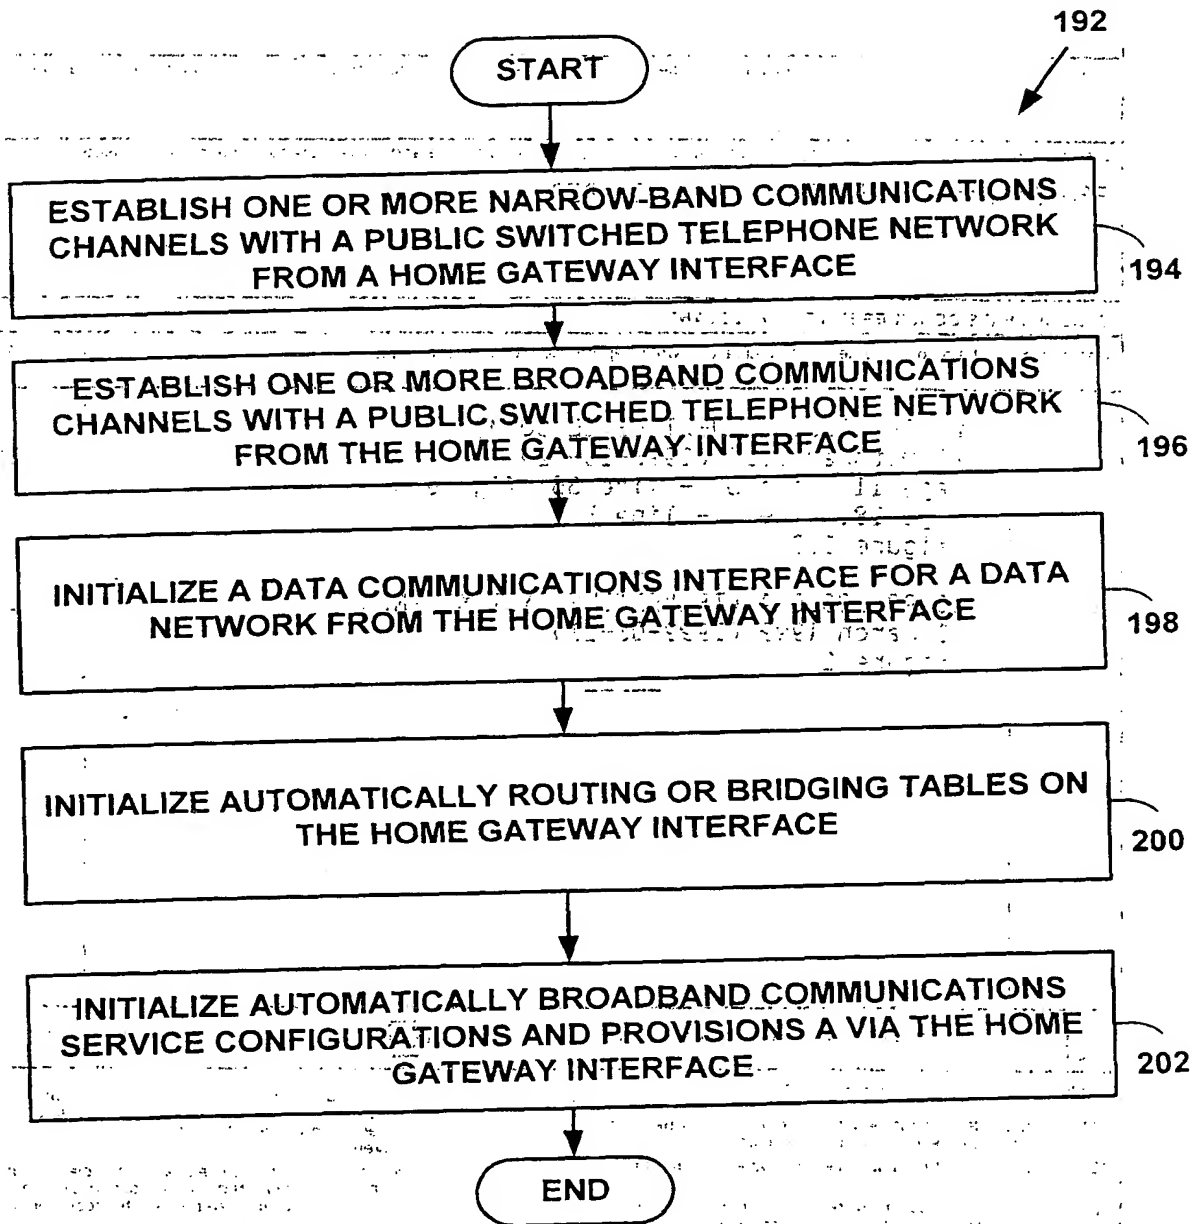 192
START
ESTABLISH ONE OR MORE NARROW-BAND COMMUNICATIONS
CHANNELS WITH A PUBLIC SWITCHED TELEPHONE NETWORK
FROM A HOME GATEWAY INTERFACE
194
ESTABLISH ONE OR MORE BROADBAND COMMUNICATIONS
CHANNELS WITH A PUBLIC SWITCHED TELEPHONE NETWORK
FROM THE HOME GATEWAY INTERFACE
196
INITIALIZE A DATA COMMUNICATIONS INTERFACE FOR A DATA
NETWORK FROM THE HOME GATEWAY INTERFACE
198
INITIALIZE AUTOMATICALLY ROUTING OR BRIDGING TABLES ON
THE HOME GATEWAY INTERFACE
200
INITIALIZE AUTOMATICALLY BROADBAND COMMUNICATIONS
SERVICE CONFIGURATIONS AND PROVISIONS A VIA THE HOME
GATEWAY INTERFACE
202
END